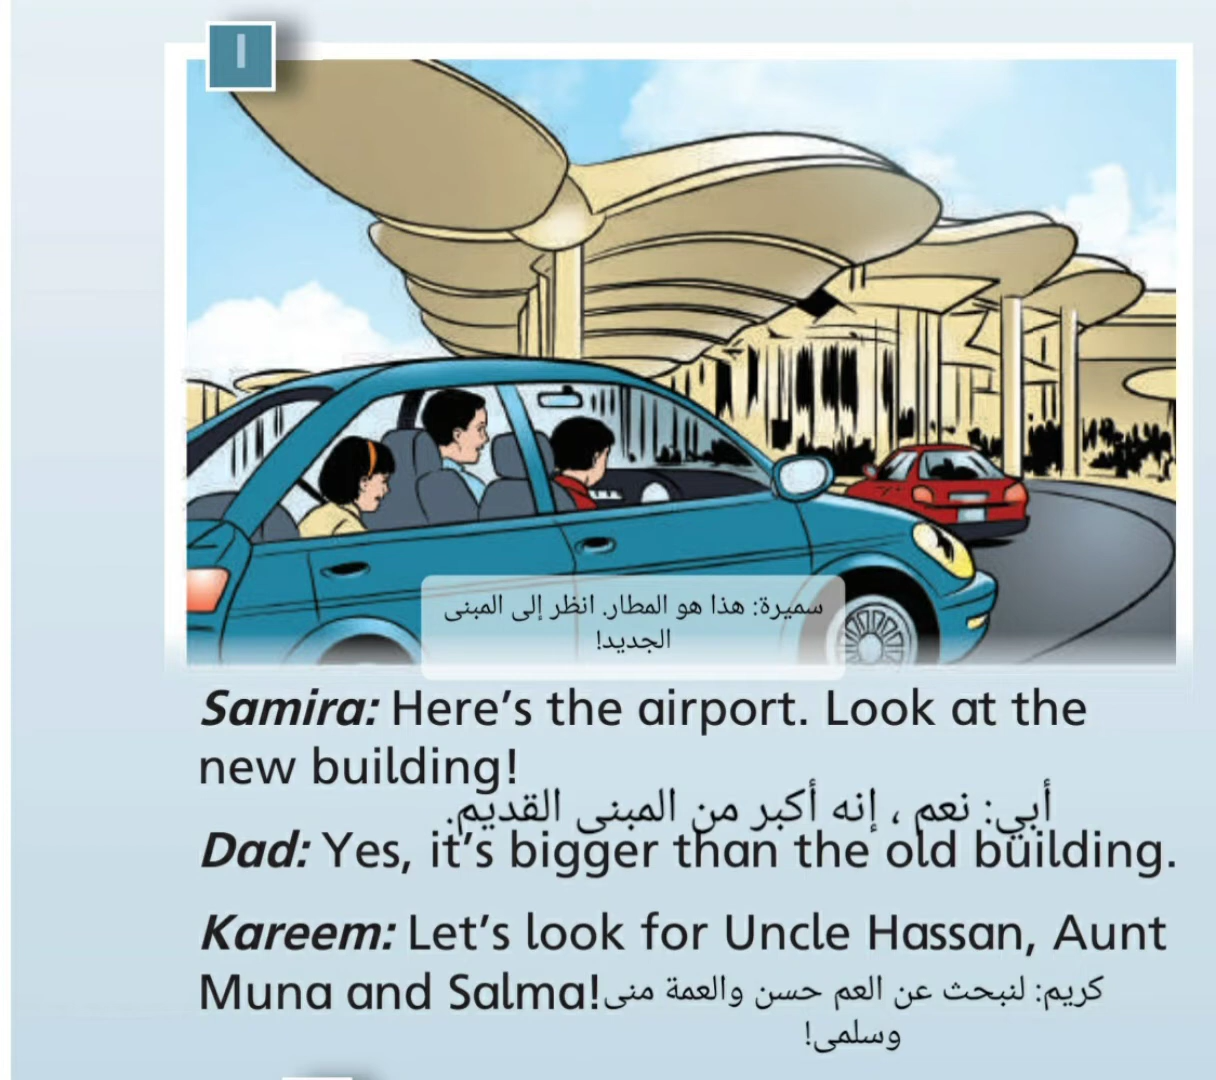 1
سميرة: هذا هو المطار. انظر إلى المبنى
الجديد!
Samira: Here's the airport. Look at the
new building!
أبي: نعم ، إنه أكبر من المبنى القديم.
Dad: Yes, it's bigger than the old building.
Kareem: Let's look for Uncle Hassan, Aunt
Muna and Salma!
كريم: لنبحث عن العم حسن والعمة منى
وسلمى!